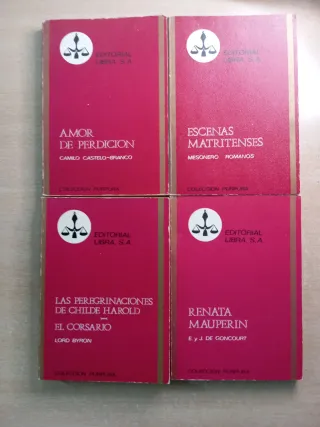 EDITORIAL
LIBRA, S.A.
AMOR
DE PERDICION
CAMILO CASTELO-BRANCO
COLECCION PURPURA
EDITORIAL
LIBRA, S.A.
ESCENAS
MATRITENSES
MESONERO ROMANOS
COLECCION PURPURA
EDITORIAL
LIBRA, S.A.
LAS PEREGRINACIONES
DE CHILDE HAROLD
EL CORSARIO
LORD BYRON
COLECCION PURPURA
EDITORIAL
LIBRA, S.A.
RENATA
MAUPERIN
E. y J. DE GONCOURT
COLECCION PURPURA